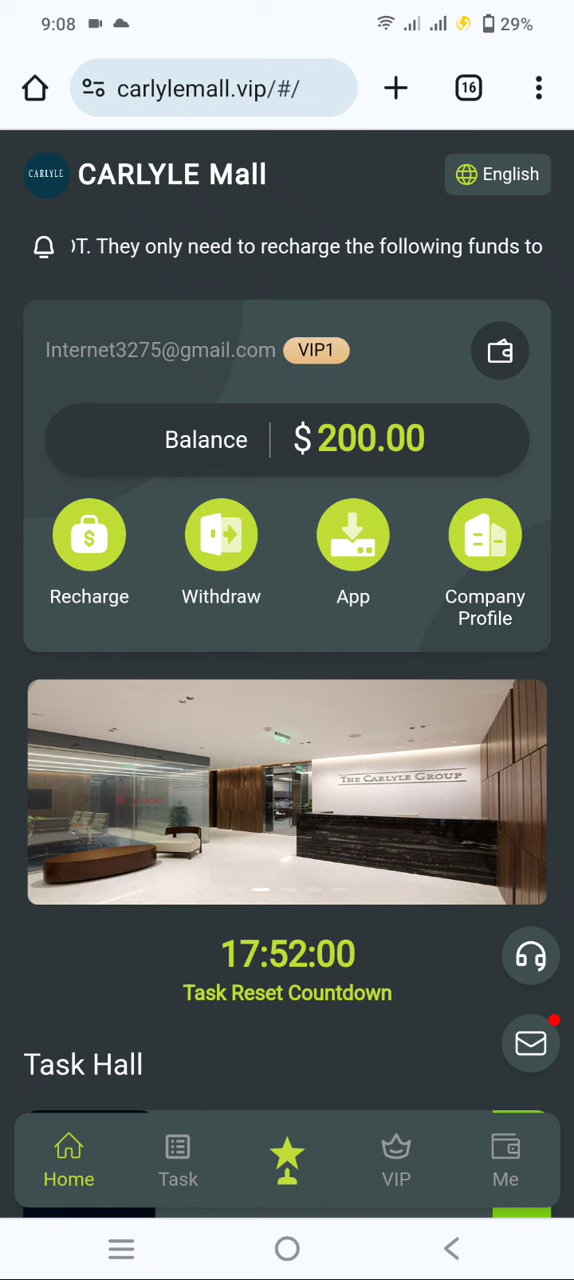 9:08
29%
carlylemall.vip/#/
16
CARLYLE
CARLYLE Mall
English
T. They only need to recharge the following funds to
Internet3275@gmail.com
VIP1
Balance
$ 200.00
Recharge
Withdraw
App
Company Profile
THE CARLYLE GROUP
17:52:00
Task Reset Countdown
Task Hall
Home
Task
VIP
Me